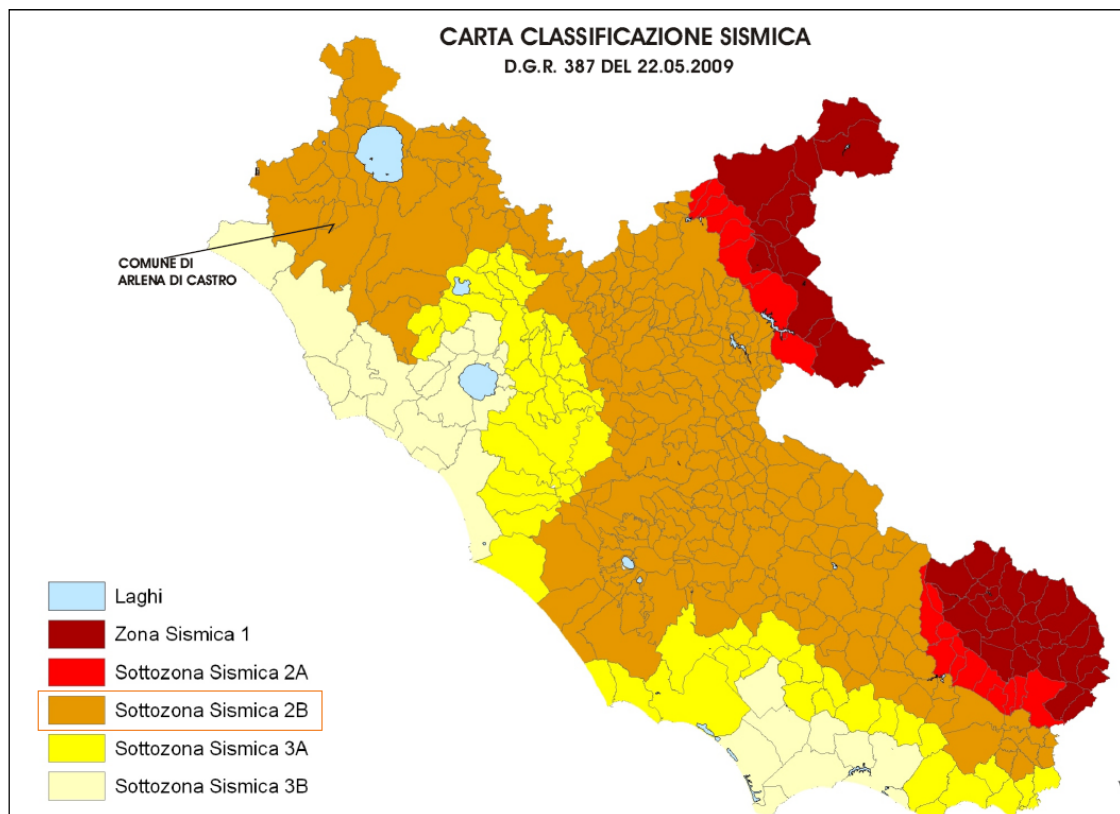 CARTA CLASSIFICAZIONE SISMICA
D.G.R. 387 DEL 22.05.2009
COMUNE DI
ARLENA DI CASTRO
Laghi
Zona Sismica 1
Sottozona Sismica 2A
Sottozona Sismica 2B
Sottozona Sismica 3A
Sottozona Sismica 3B